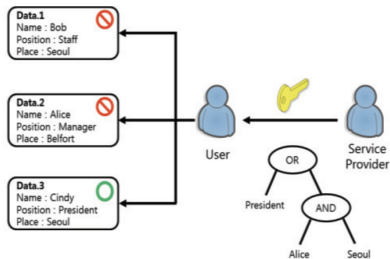 Data.1
Name : Bob
Position : Staff
Place : Seoul
Data.2
Name : Alice
Position : Manager
Place : Belfort
Data.3
Name : Cindy
Position : President
Place : Seoul
User
Service
Provider
OR
President
AND
Alice
Seoul